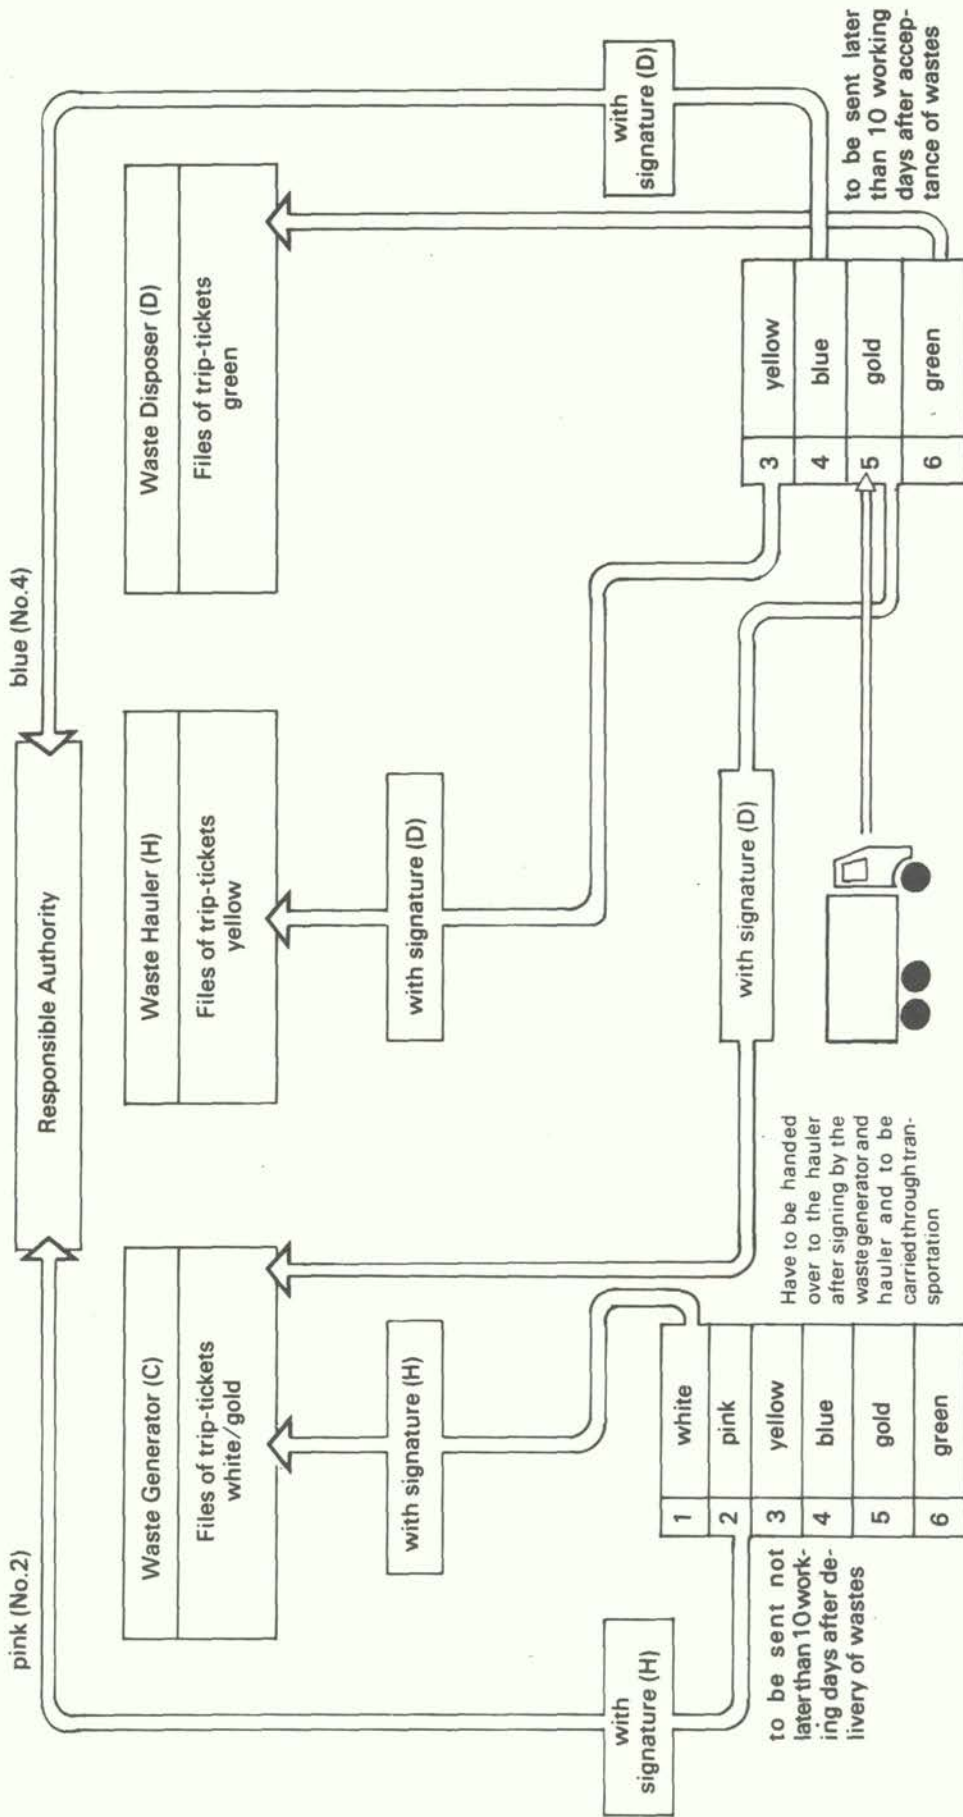 pink (No.2)
blue (No.4)
Responsible Authority
Waste Generator (C)
Files of trip-tickets
white/gold
Waste Hauler (H)
Files of trip-tickets
yellow
Waste Disposer (D)
Files of trip-tickets
green
with signature (H)
with signature (D)
with
signature (H)
with
signature (D)
with signature (D)
1 white
2 pink
3 yellow
4 blue
5 gold
6 green
to be sent not
later than 10 work-
ing days after de-
livery of wastes
Have to be handed
over to the hauler
after signing by the
waste generator and
hauler and to be
carried through tran-
sportation
3 yellow
4 blue
5 gold
6 green
to be sent later
than 10 working
days after accep-
tance of wastes